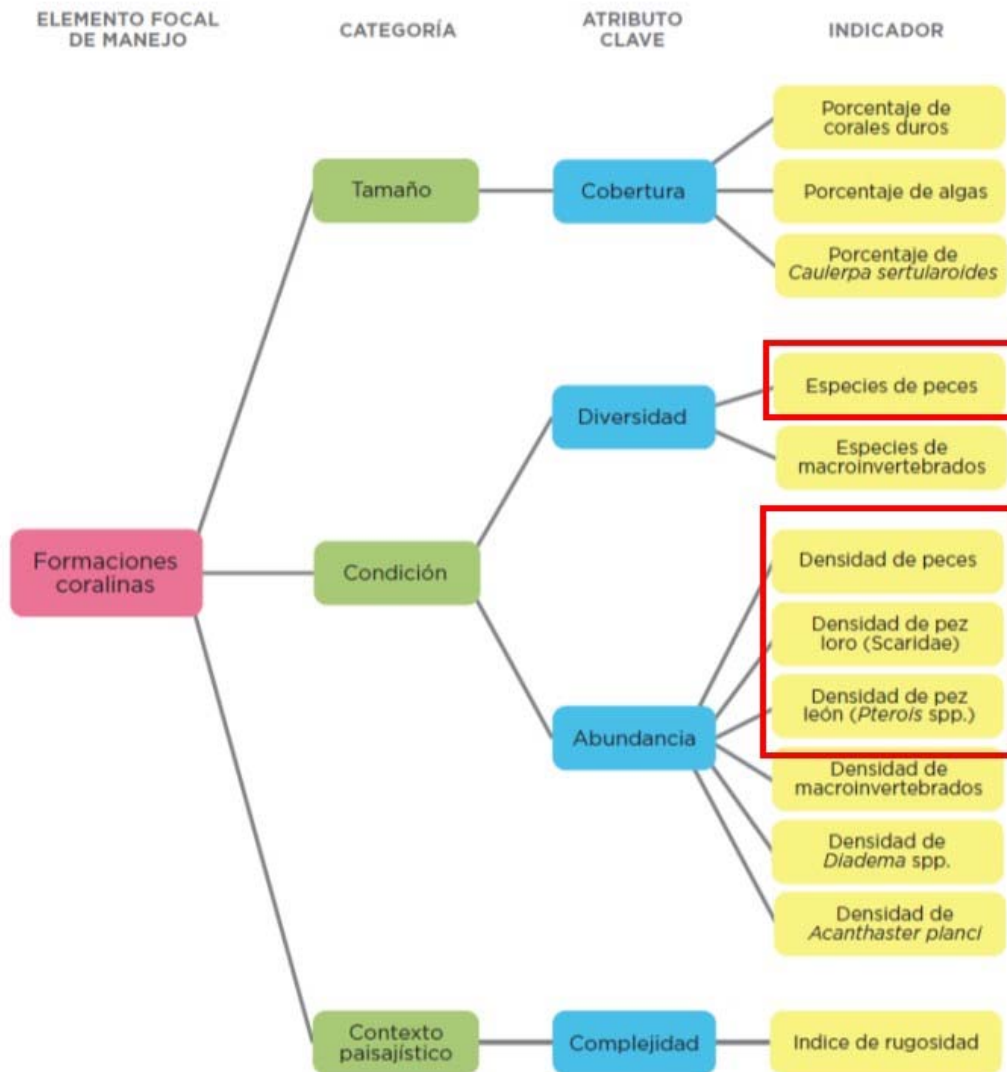 ELEMENTO FOCAL
DE MANEJO
CATEGORÍA
ATRIBUTO
CLAVE
INDICADOR
Formaciones
coralinas
Tamaño
Cobertura
Porcentaje de
corales duros
Porcentaje de algas
Porcentaje de
Caulerpa sertularoides
Condición
Diversidad
Especies de peces
Especies de
macroinvertebrados
Abundancia
Densidad de peces
Densidad de pez
loro (Scaridae)
Densidad de pez
león (Pterois spp.)
Densidad de
macroinvertebrados
Densidad de
Diadema spp.
Densidad de
Acanthaster planci
Contexto
paisajístico
Complejidad
Indice de rugosidad